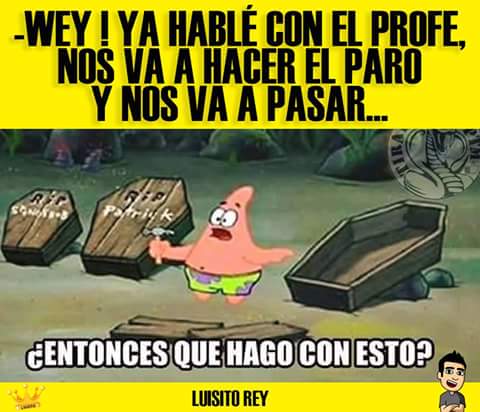 -WEY ! YA HABLÉ CON EL PROFE,
NOS VA A HACER EL PARO
Y NOS VA A PASAR...
R I P
R I P
Patrick
¿ENTONCES QUE HAGO CON ESTO?
LUISITO REY